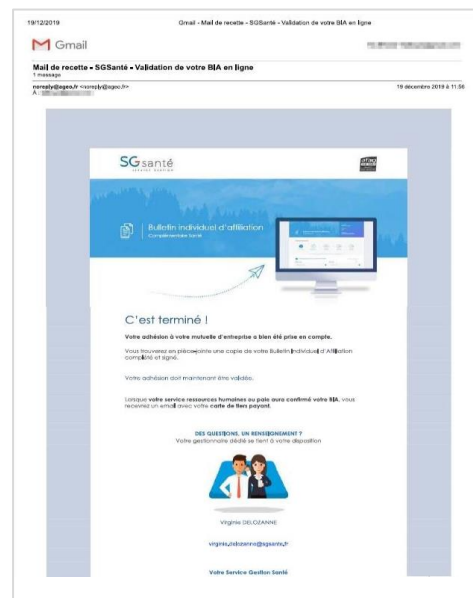 19/12/2019
Gmail - Mail de recette - SGSanté - Validation de votre BIA en ligne
Gmail
Mail de recette - SGSanté - Validation de votre BIA en ligne
1 message
noreply@ageo.fr <noreply@ageo.fr>
19 décembre 2019 à 11:56
À :
SGsanté
SERVICE GESTION
Bulletin individuel d'affiliation
Complémentaire Santé
C'est terminé !
Votre adhésion à votre mutuelle d'entreprise a bien été prise en compte.
Vous trouverez en pièce-jointe une copie de votre Bulletin Individuel d'Affiliation
complété et signé.
Votre adhésion doit maintenant être validée.
Lorsque votre service ressources humaines ou paie aura confirmé votre BIA, vous
recevrez un email avec votre carte de tiers payant.
DES QUESTIONS, UN RENSEIGNEMENT ?
Votre gestionnaire dédié se tient à votre disposition
Virginie DELOZANNE
virginie.delozanne@sgsante.fr
Votre Service Gestion Santé